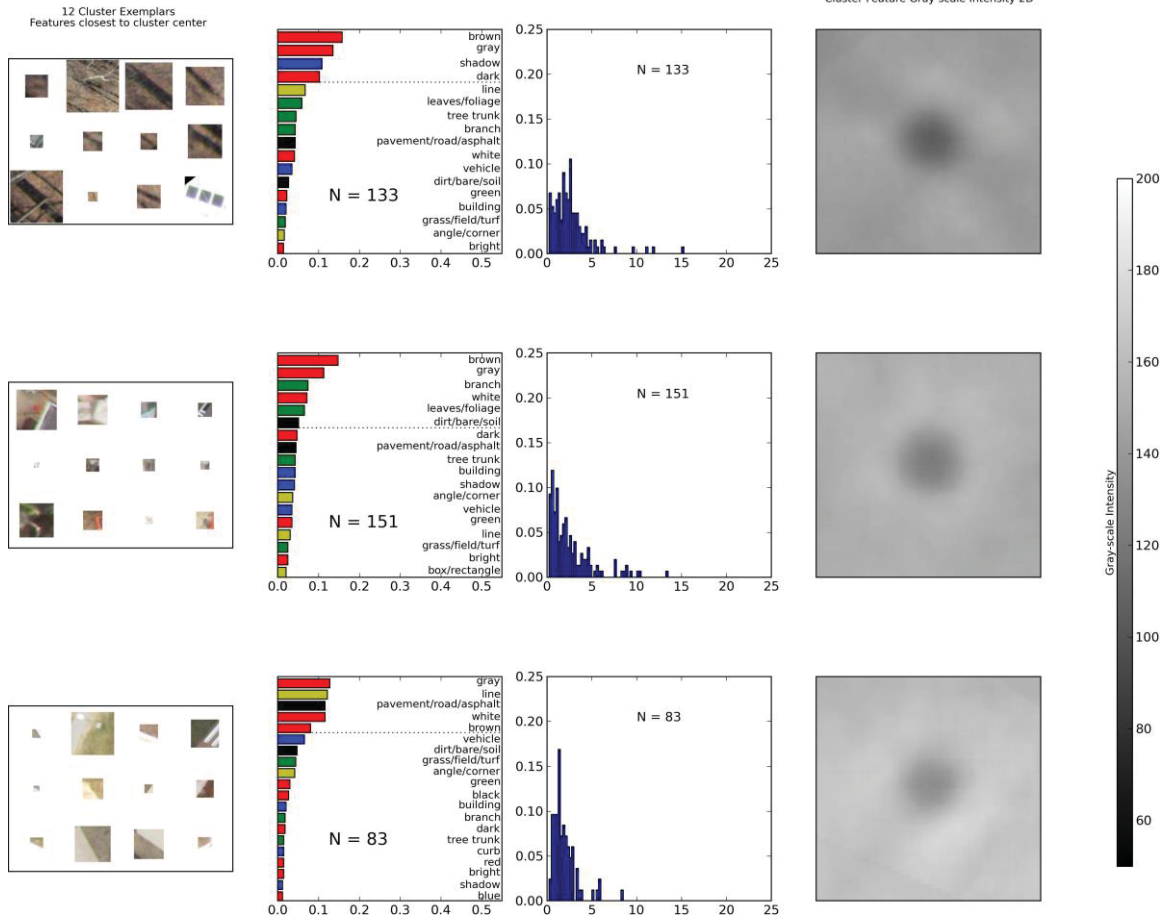 12 Cluster Exemplars
Features closest to cluster center
Cluster Feature Gray-scale Intensity 2D
brown
gray
shadow
dark
line
leaves/foliage
tree trunk
branch
pavement/road/asphalt
white
vehicle
dirt/bare/soil
green
building
grass/field/turf
angle/corner
bright
N = 133
0.0 0.1 0.2 0.3 0.4 0.5
0.25
0.20
0.15
0.10
0.05
0.00
N = 133
0 5 10 15 20 25
brown
gray
branch
white
leaves/foliage
dirt/bare/soil
dark
pavement/road/asphalt
tree trunk
building
shadow
angle/corner
vehicle
green
line
grass/field/turf
bright
box/rectangle
N = 151
0.0 0.1 0.2 0.3 0.4 0.5
0.25
0.20
0.15
0.10
0.05
0.00
N = 151
0 5 10 15 20 25
gray
line
pavement/road/asphalt
white
brown
vehicle
dirt/bare/soil
grass/field/turf
angle/corner
green
black
building
branch
dark
tree trunk
curb
red
bright
shadow
blue
N = 83
0.0 0.1 0.2 0.3 0.4 0.5
0.25
0.20
0.15
0.10
0.05
0.00
N = 83
0 5 10 15 20 25
Gray-scale Intensity
200
180
160
140
120
100
80
60